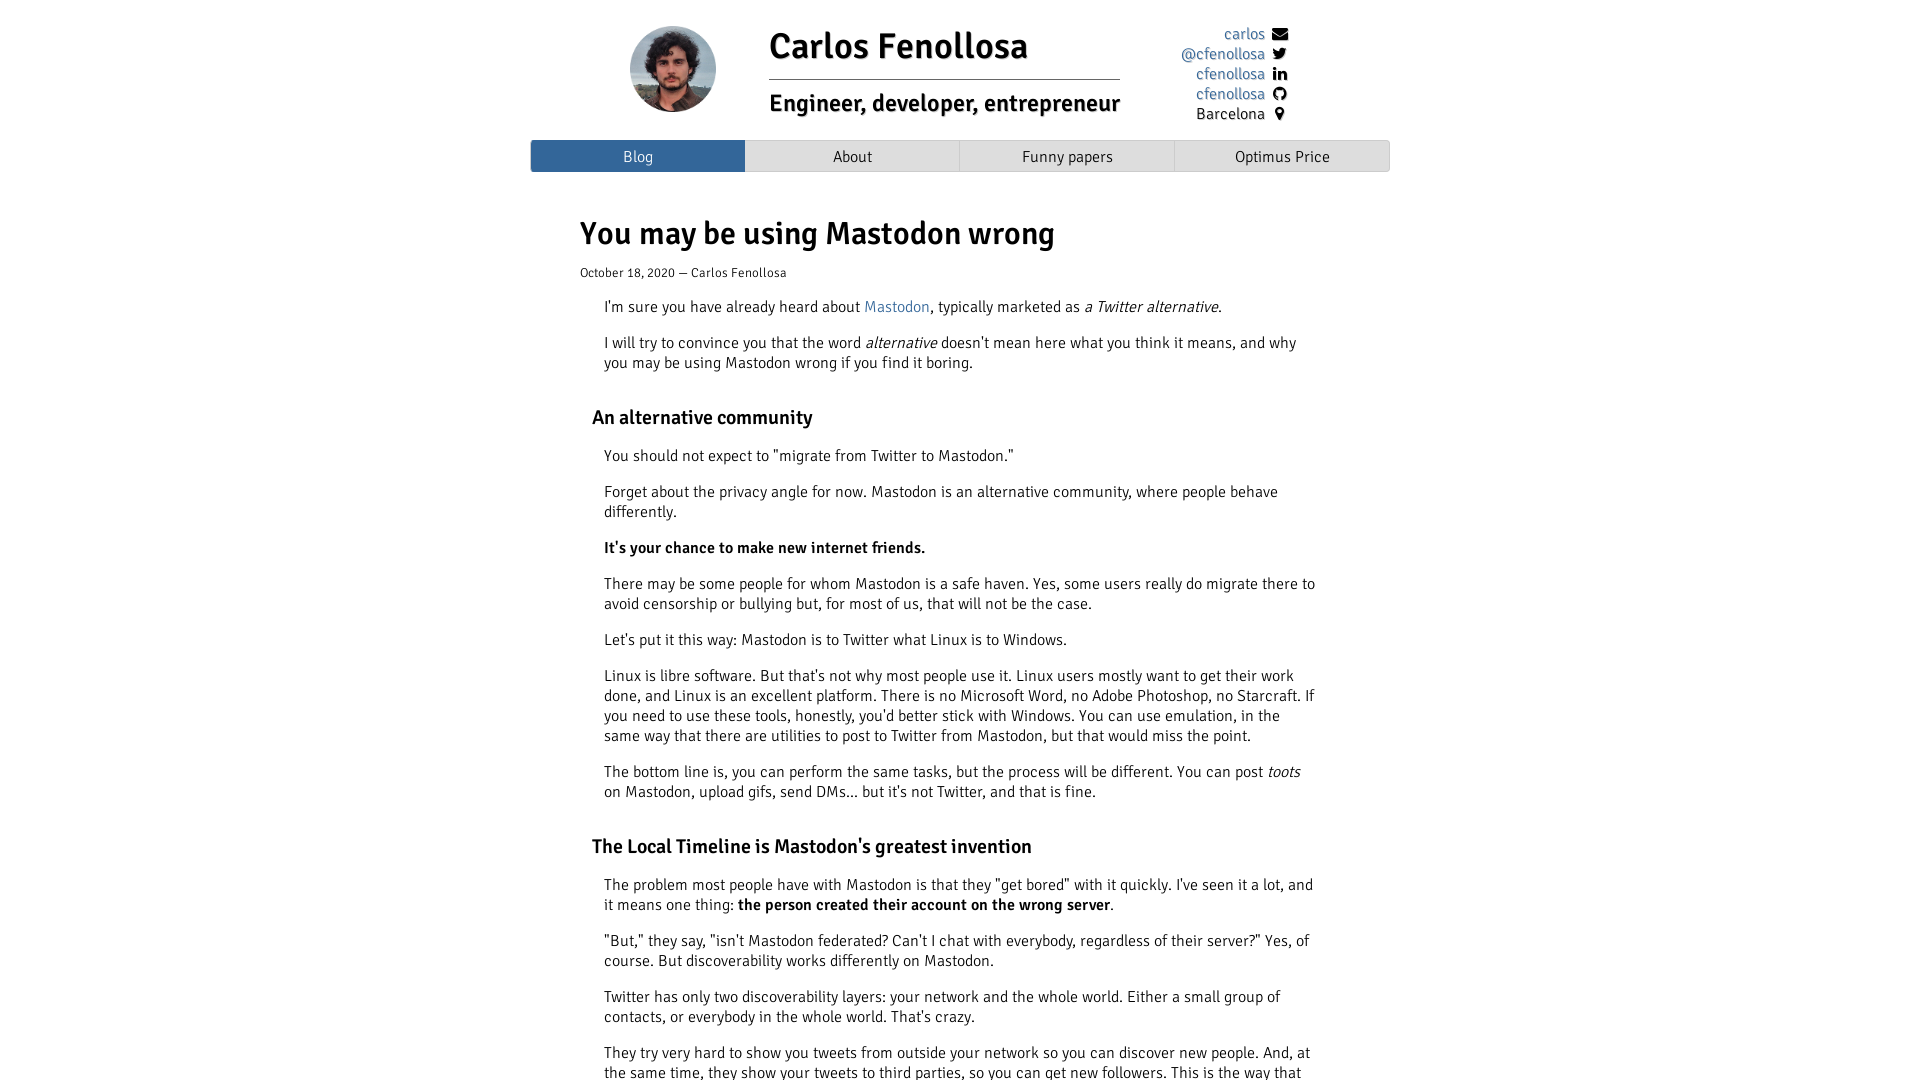 Carlos Fenollosa
Engineer, developer, entrepreneur
carlos
@cfenollosa
cfenollosa
cfenollosa
Barcelona
Blog
About
Funny papers
Optimus Price
You may be using Mastodon wrong
October 18, 2020 — Carlos Fenollosa
I'm sure you have already heard about Mastodon, typically marketed as a Twitter alternative.
I will try to convince you that the word alternative doesn't mean here what you think it means, and why
you may be using Mastodon wrong if you find it boring.
An alternative community
You should not expect to "migrate from Twitter to Mastodon."
Forget about the privacy angle for now. Mastodon is an alternative community, where people behave
differently.
It's your chance to make new internet friends.
There may be some people for whom Mastodon is a safe haven. Yes, some users really do migrate there to
avoid censorship or bullying but, for most of us, that will not be the case.
Let's put it this way: Mastodon is to Twitter what Linux is to Windows.
Linux is libre software. But that's not why most people use it. Linux users mostly want to get their work
done, and Linux is an excellent platform. There is no Microsoft Word, no Adobe Photoshop, no Starcraft. If
you need to use these tools, honestly, you'd better stick with Windows. You can use emulation, in the
same way that there are utilities to post to Twitter from Mastodon, but that would miss the point.
The bottom line is, you can perform the same tasks, but the process will be different. You can post toots
on Mastodon, upload gifs, send DMs... but it's not Twitter, and that is fine.
The Local Timeline is Mastodon's greatest invention
The problem most people have with Mastodon is that they "get bored" with it quickly. I've seen it a lot, and
it means one thing: the person created their account on the wrong server.
"But," they say, "isn't Mastodon federated? Can't I chat with everybody, regardless of their server?" Yes, of
course. But discoverability works differently on Mastodon.
Twitter has only two discoverability layers: your network and the whole world. Either a small group of
contacts, or everybody in the whole world. That's crazy.
They try very hard to show you tweets from outside your network so you can discover new people. And, at
the same time, they show your tweets to third parties, so you can get new followers. This is the way that